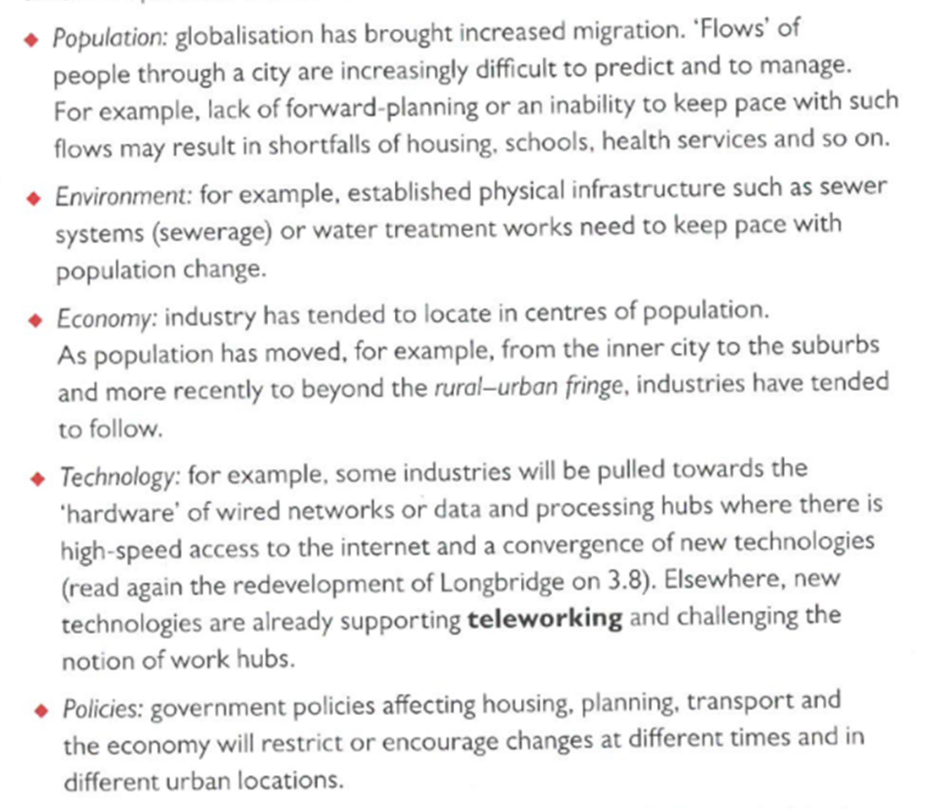 ◆ Population: globalisation has brought increased migration. ‘Flows’ of
people through a city are increasingly difficult to predict and to manage.
For example, lack of forward-planning or an inability to keep pace with such
flows may result in shortfalls of housing, schools, health services and so on.
◆ Environment: for example, established physical infrastructure such as sewer
systems (sewerage) or water treatment works need to keep pace with
population change.
◆ Economy: industry has tended to locate in centres of population.
As population has moved, for example, from the inner city to the suburbs
and more recently to beyond the rural–urban fringe, industries have tended
to follow.
◆ Technology: for example, some industries will be pulled towards the
‘hardware’ of wired networks or data and processing hubs where there is
high-speed access to the internet and a convergence of new technologies
(read again the redevelopment of Longbridge on 3.8). Elsewhere, new
technologies are already supporting teleworking and challenging the
notion of work hubs.
◆ Policies: government policies affecting housing, planning, transport and
the economy will restrict or encourage changes at different times and in
different urban locations.